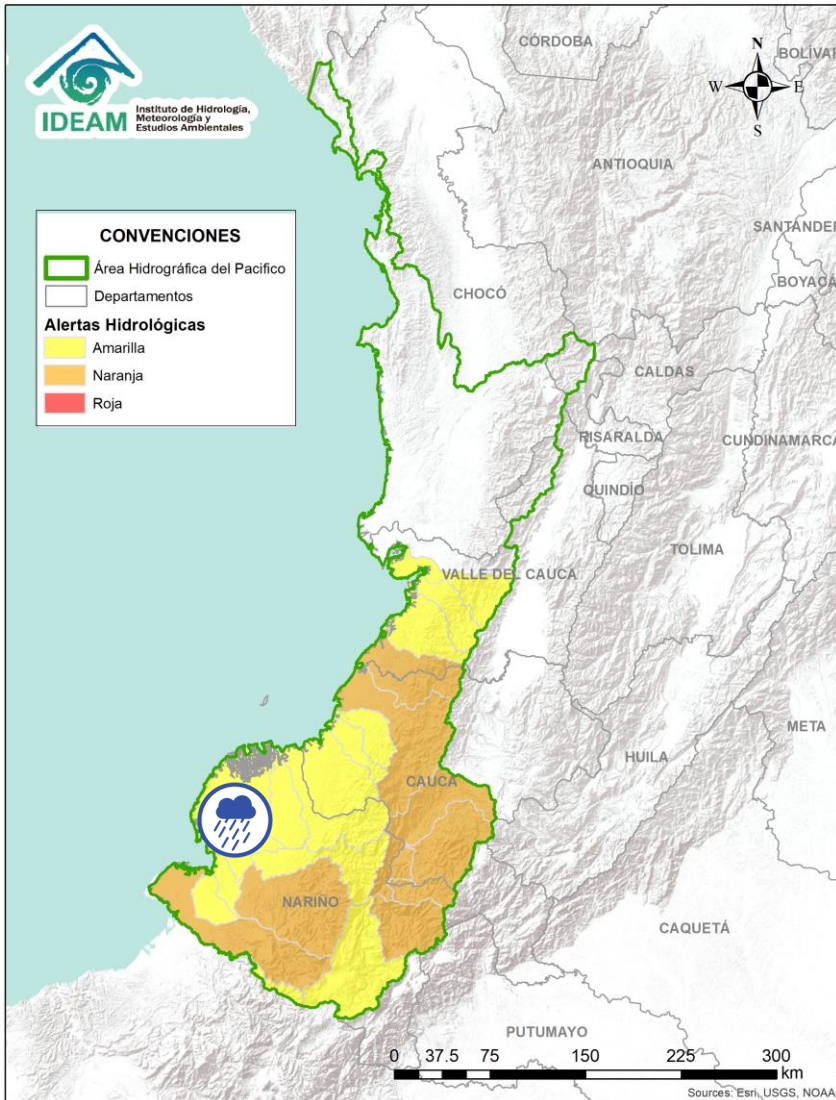 IDEAM
Instituto de Hidrología,
Meteorología y
Estudios Ambientales
CÓRDOBA
BOLÍVAR
N
W
E
S
ANTIOQUIA
SANTANDER
BOYACÁ
CONVENCIONES
Área Hidrográfica del Pacifico
Departamentos
Alertas Hidrológicas
Amarilla
Naranja
Roja
CHOCÓ
CALDAS
RISARALDA
CUNDINAMARCA
QUINDÍO
TOLIMA
VALLE DEL CAUCA
META
HUILA
CAUCA
NARIÑO
CAQUETÁ
PUTUMAYO
0 37.5 75 150 225 300
km
Sources: Esri, USGS, NOAA